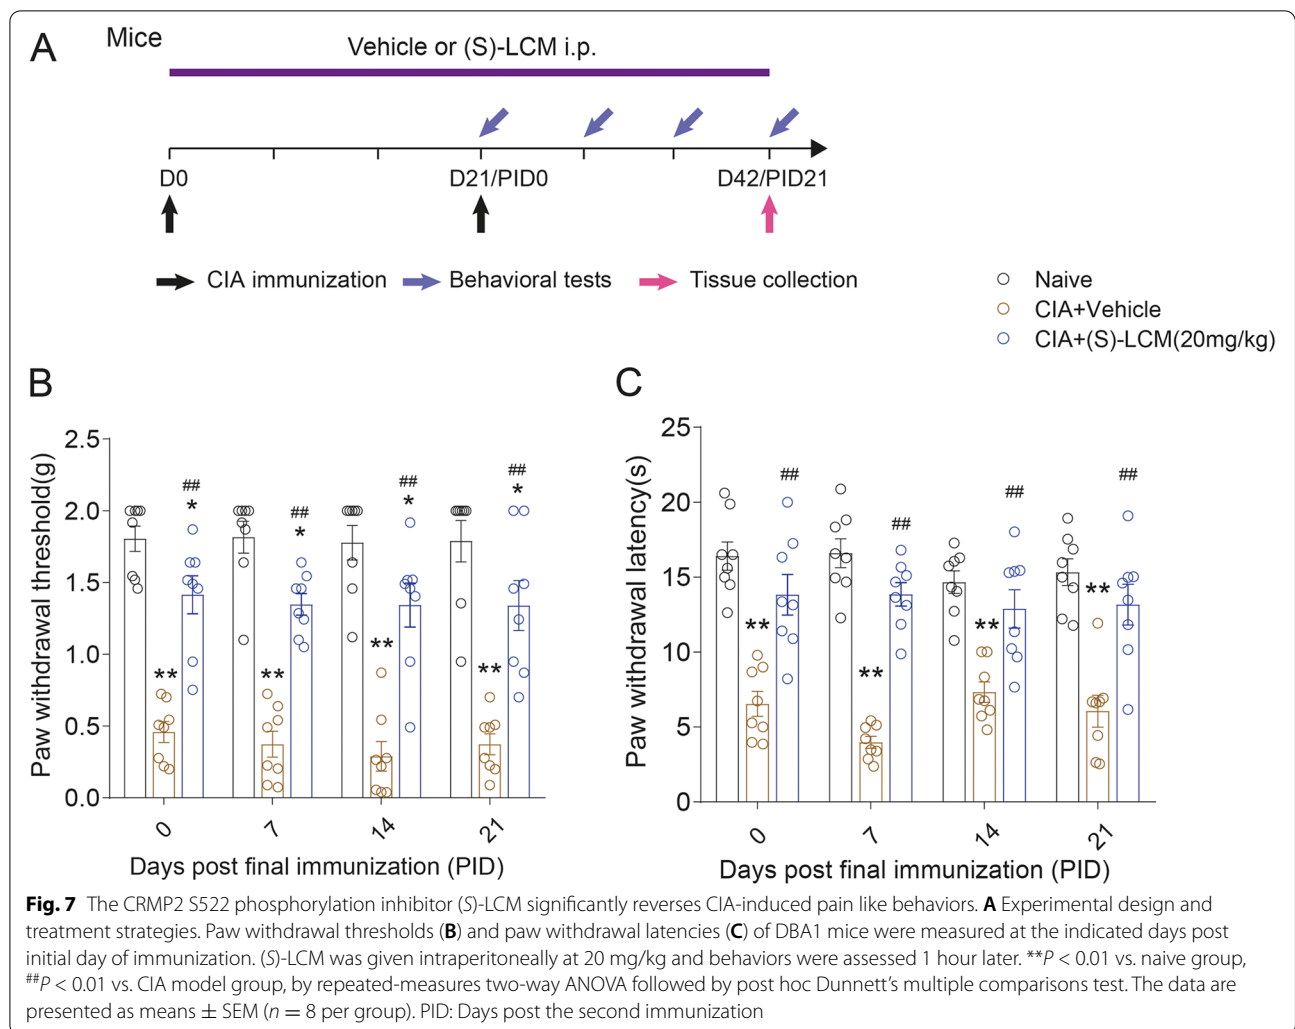 A
Mice
Vehicle or (S)-LCM i.p.
D0
D21/PID0
D42/PID21
CIA immunization
Behavioral tests
Tissue collection
Naive
CIA+Vehicle
CIA+(S)-LCM(20mg/kg)
B
Paw withdrawal threshold(g)
2.5
2.0
1.5
1.0
0.5
0.0
** ## *
** ## *
** ## *
** ## *
0
7
14
21
Days post final immunization (PID)
C
Paw withdrawal latency(s)
25
20
15
10
5
0
** ##
** ##
** ##
** ##
0
7
14
21
Days post final immunization (PID)
Fig. 7 The CRMP2 S522 phosphorylation inhibitor (S)-LCM significantly reverses CIA-induced pain like behaviors. A Experimental design and
treatment strategies. Paw withdrawal thresholds (B) and paw withdrawal latencies (C) of DBA1 mice were measured at the indicated days post
initial day of immunization. (S)-LCM was given intraperitoneally at 20 mg/kg and behaviors were assessed 1 hour later. **P < 0.01 vs. naive group,
##P < 0.01 vs. CIA model group, by repeated-measures two-way ANOVA followed by post hoc Dunnett's multiple comparisons test. The data are
presented as means ± SEM (n = 8 per group). PID: Days post the second immunization